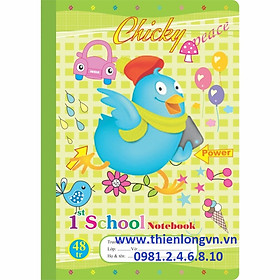 Chicky
peace
Power
1st School Notebook
48
tr
Lớp:
Họ & tên:
www.thienlongvn.vn
0981.2.4.6.8.10